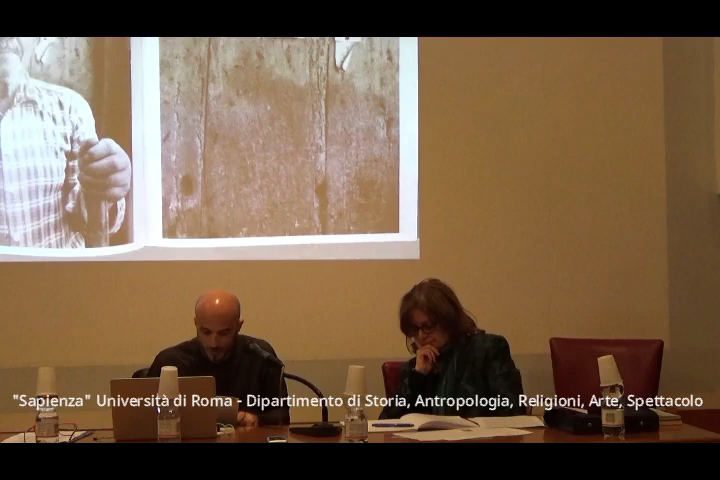 "Sapienza" Università di Roma - Dipartimento di Storia, Antropologia, Religioni, Arte, Spettacolo